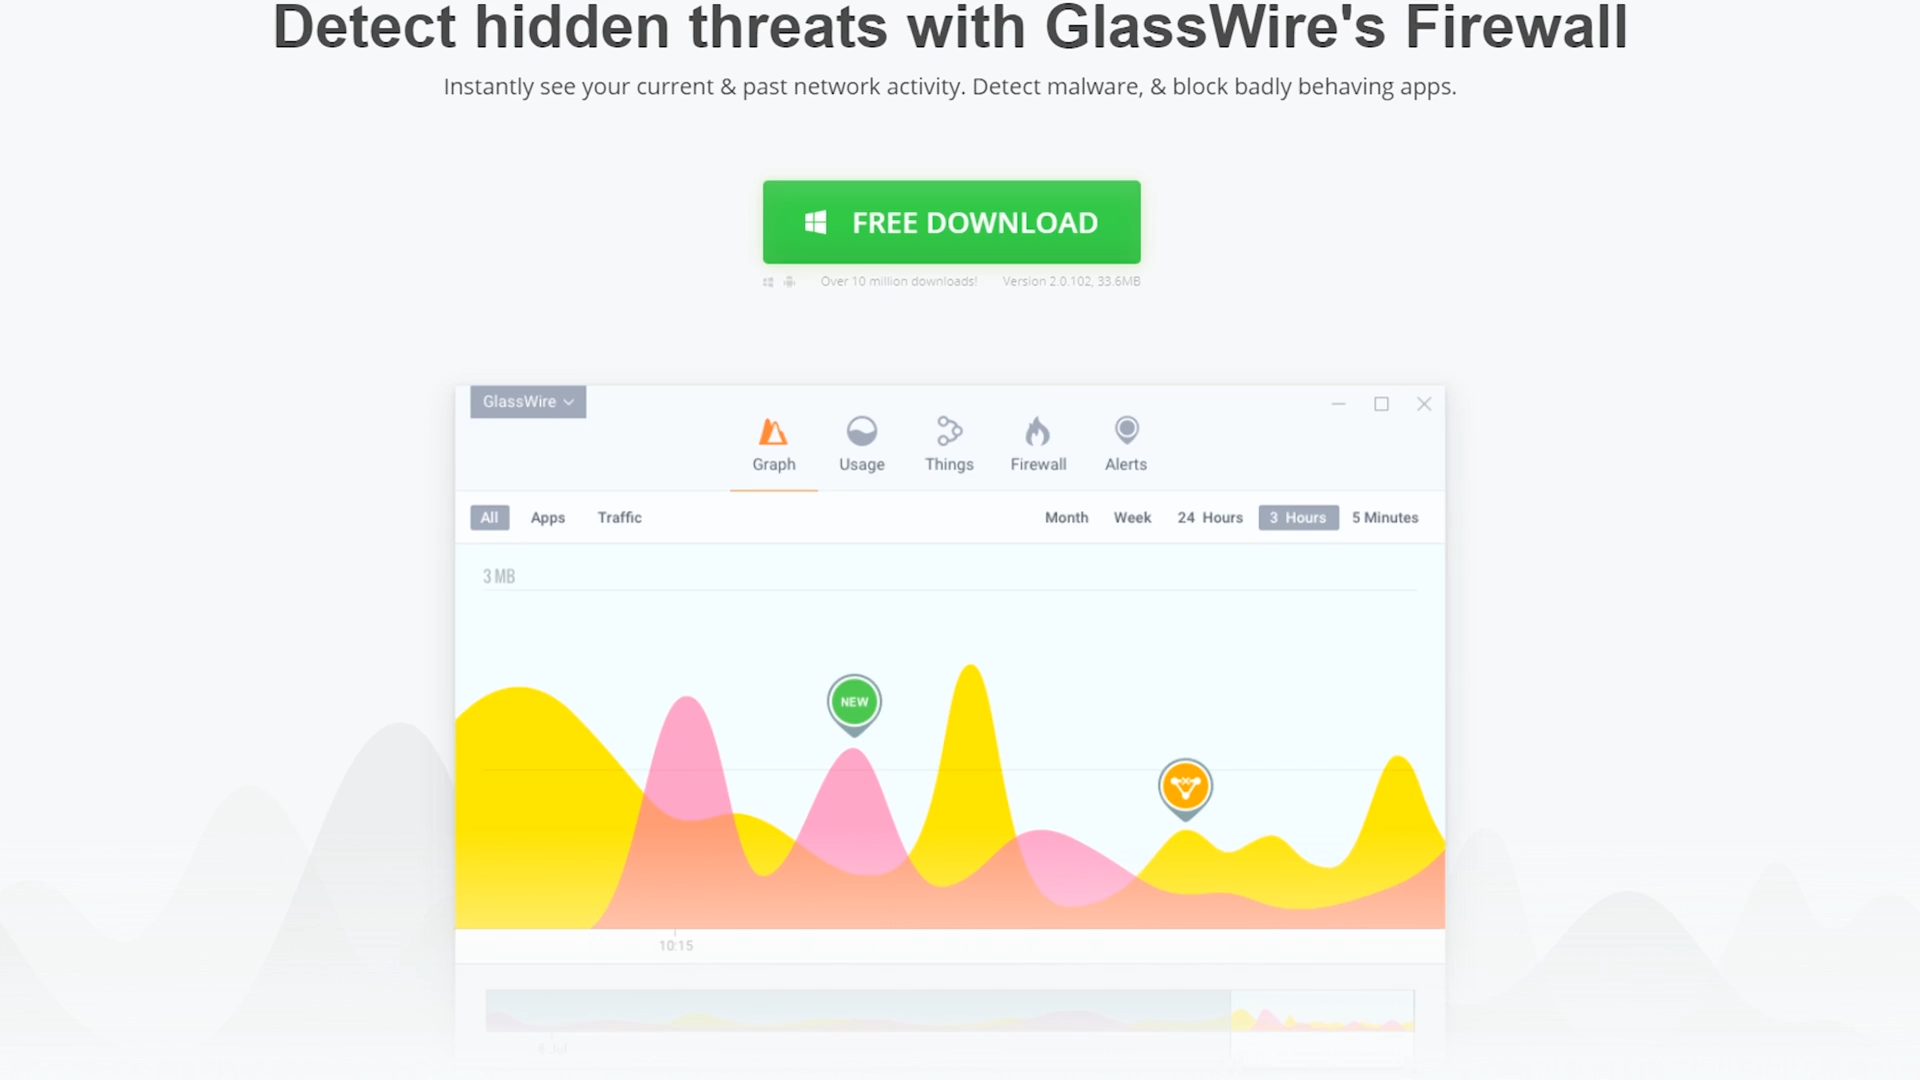 Detect hidden threats with GlassWire's Firewall
Instantly see your current & past network activity. Detect malware, & block badly behaving apps.
FREE DOWNLOAD
Over 10 million downloads! Version 2.0.102, 33.6MB
GlassWire
Graph Usage Things Firewall Alerts
All Apps Traffic Month Week 24 Hours 3 Hours 5 Minutes
3 MB
NEW
10:15